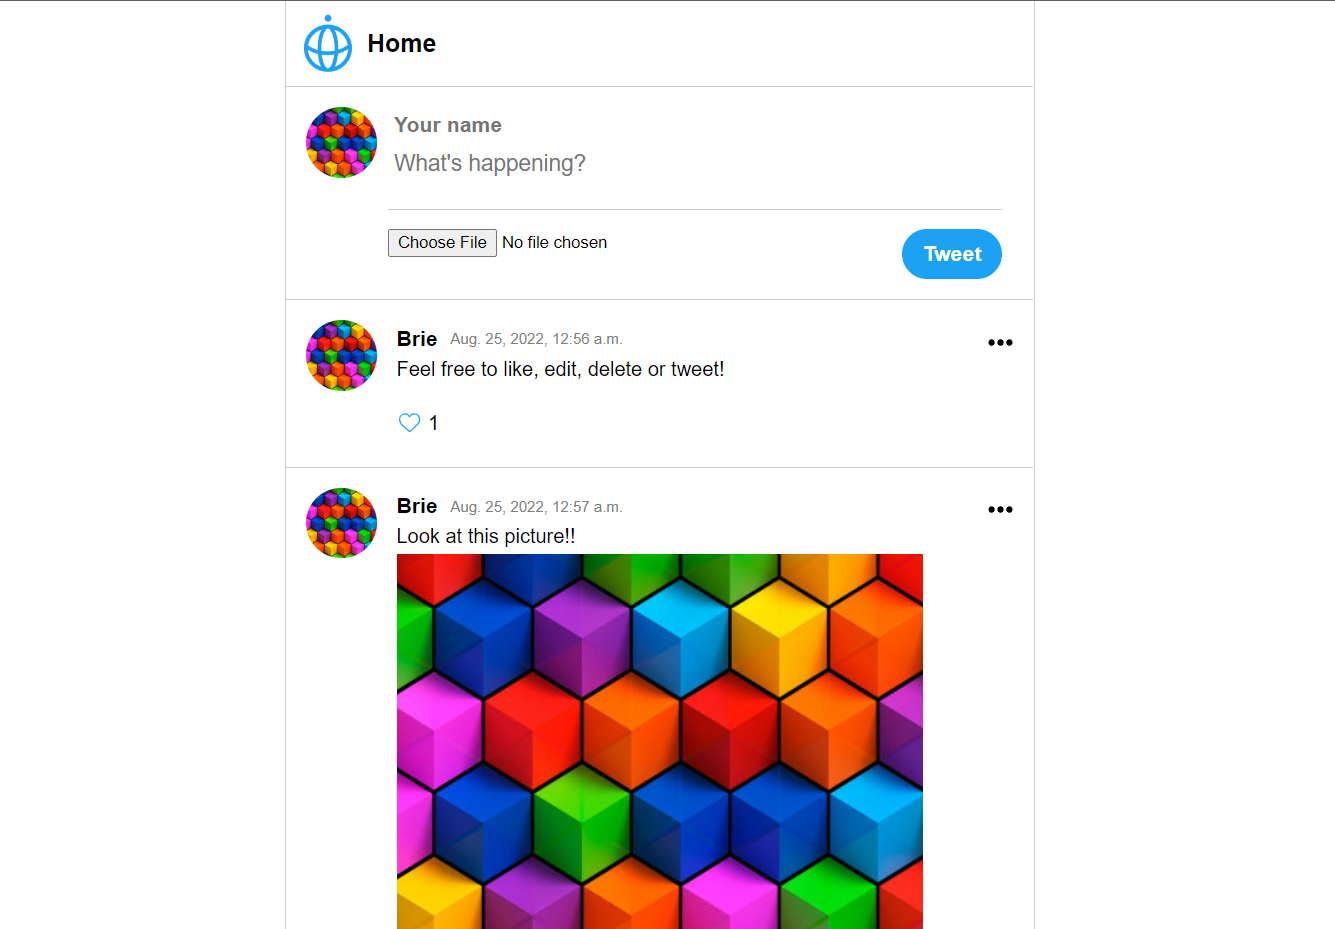 Home
Your name
What's happening?
Choose File No file chosen
Tweet
Brie Aug. 25, 2022, 12:56 a.m.
Feel free to like, edit, delete or tweet!
1
Brie Aug. 25, 2022, 12:57 a.m.
Look at this picture!!